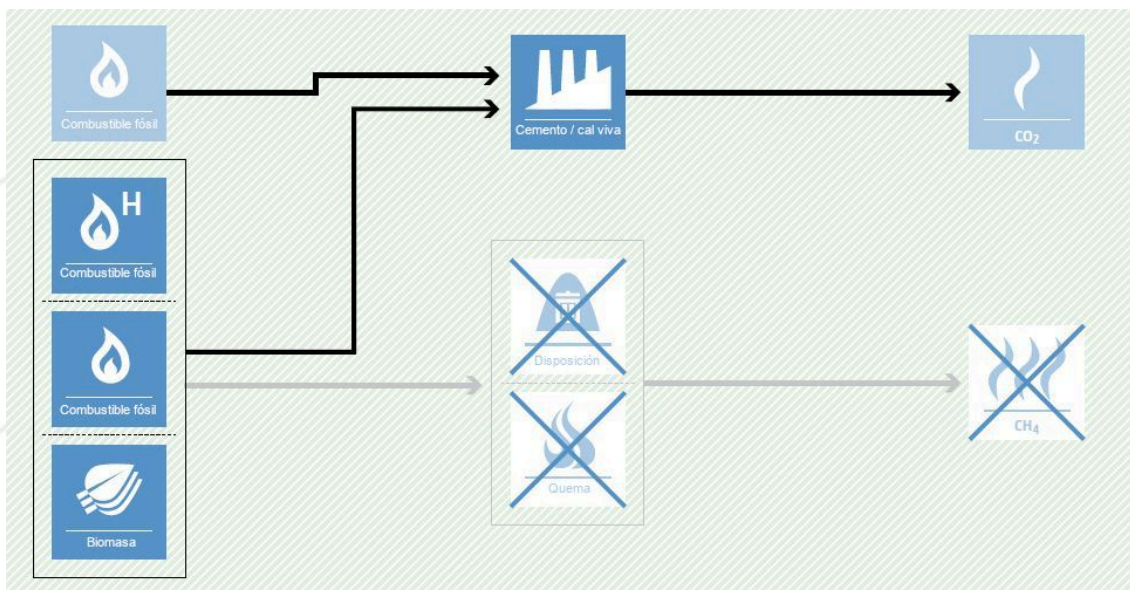 Combustible fósil
Cemento / cal viva
CO₂
H
Combustible fósil
Combustible fósil
Biomasa
Disposición
Quema
CH₄